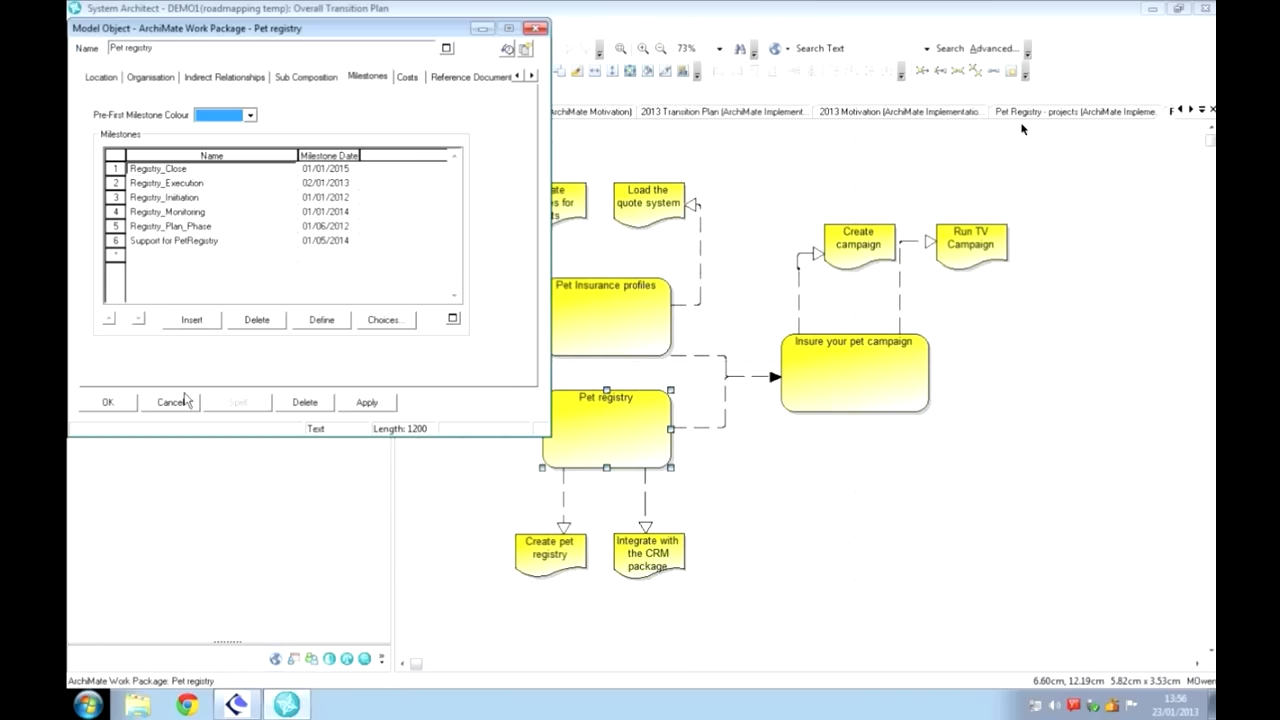 System Architect - DEMO1(roadmapping temp): Overall Transition Plan
Model Object - ArchiMate Work Package - Pet registry
Name Pet registry
73% Search Text Search Advanced...
Location Organisation Indirect Relationships Sub Composition Milestones Costs Reference Document
ArchiMate Motivation] 2013 Transition Plan [ArchiMate Implement... 2013 Motivation [ArchiMate Implementatio... Pet Registry - projects [ArchiMate Impleme...
Pre-First Milestone Colour
Milestones
Name Milestone Date
1 Registry_Close 01/01/2015
2 Registry_Execution 02/01/2013
3 Registry_Initiation 01/01/2012
4 Registry_Monitoring 01/01/2014
5 Registry_Plan_Phase 01/06/2012
6 Support for PetRegistry 01/05/2014
*
Insert Delete Define Choices...
OK Cancel Spell Delete Apply
Text Length: 1200
Load the
quote system
Create
campaign
Run TV
Campaign
Pet Insurance profiles
Insure your pet campaign
Pet registry
Create pet
registry
Integrate with
the CRM
package
ArchiMate Work Package: Pet registry
6.60cm, 12.19cm 5.82cm x 3.53cm MOwen
13:56
23/01/2013